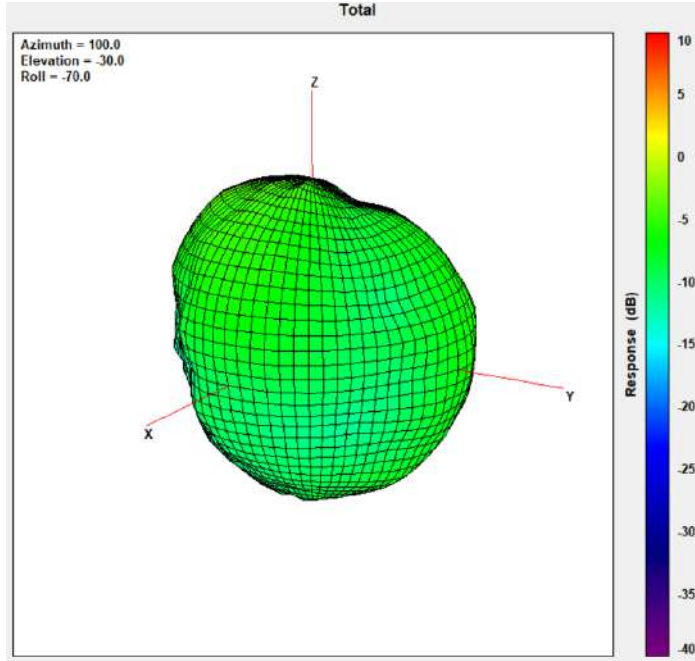 Total
Azimuth = 100.0
Elevation = -30.0
Roll = -70.0
Z
X
Y
Response (dB)
10
5
0
-5
-10
-15
-20
-25
-30
-35
-40